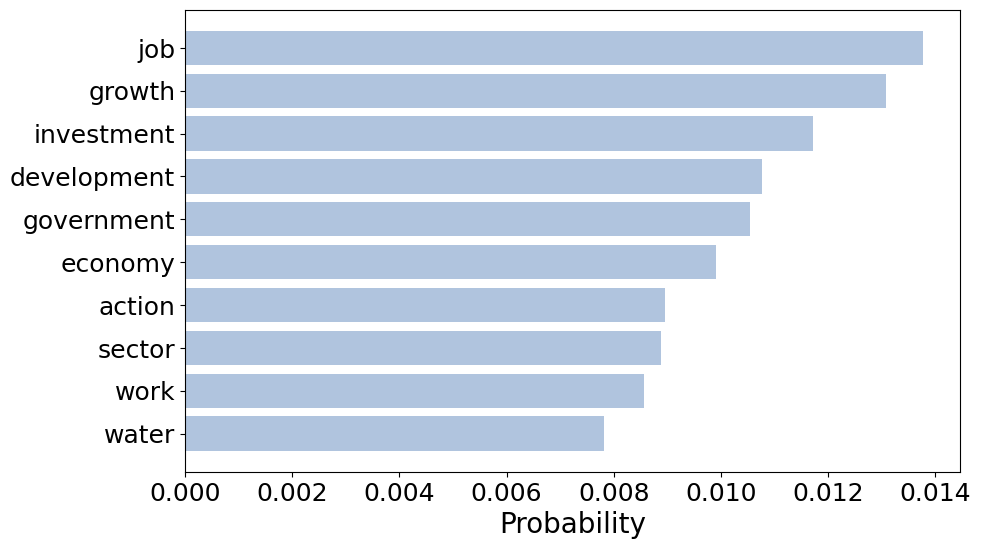 job
growth
investment
development
government
economy
action
sector
work
water
0.000 0.002 0.004 0.006 0.008 0.010 0.012 0.014
Probability